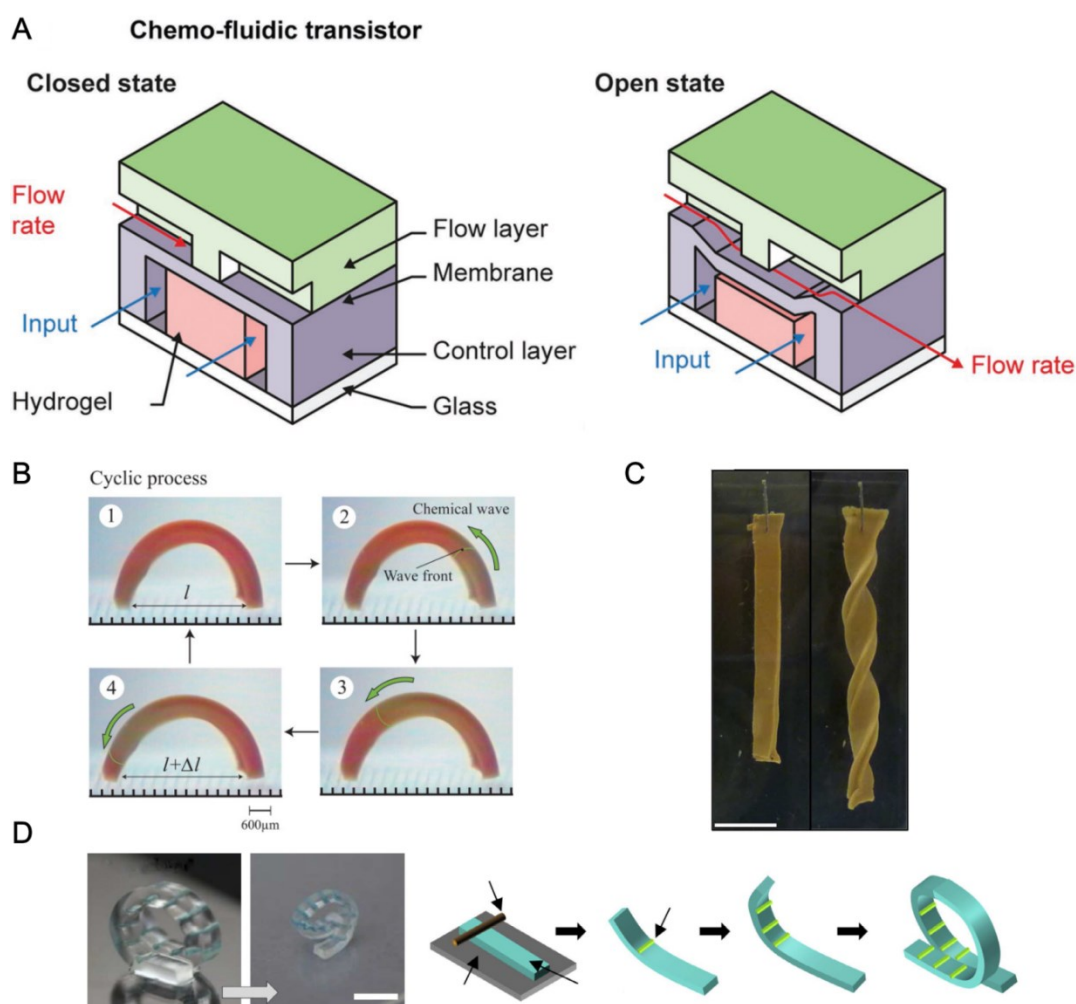 A
Chemo-fluidic transistor
Closed state
Open state
Flow
rate
Flow layer
Membrane
Input
Control layer
Hydrogel
Glass
Input
Flow rate
B
Cyclic process
1
l
2
Chemical wave
Wave front
4
l+Δl
3
600μm
C
D